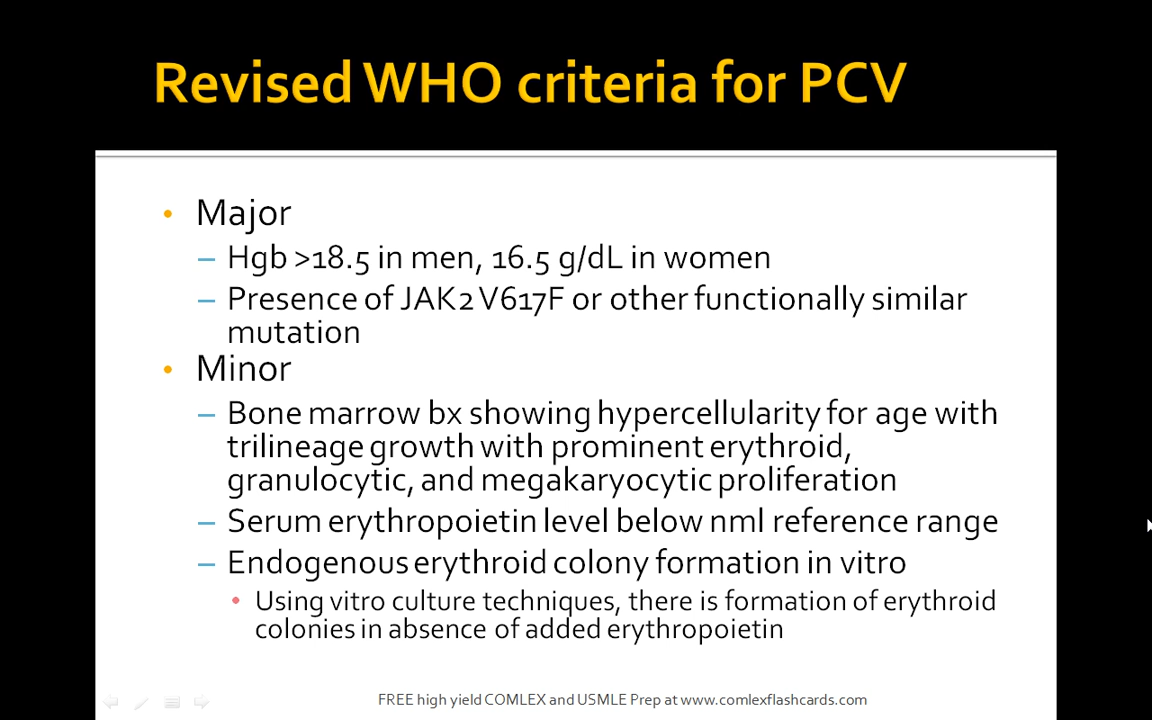 Revised WHO criteria for PCV
• Major
– Hgb >18.5 in men, 16.5 g/dL in women
– Presence of JAK2 V617F or other functionally similar
mutation
• Minor
– Bone marrow bx showing hypercellularity for age with
trilineage growth with prominent erythroid,
granulocytic, and megakaryocytic proliferation
– Serum erythropoietin level below nml reference range
– Endogenous erythroid colony formation in vitro
• Using vitro culture techniques, there is formation of erythroid
colonies in absence of added erythropoietin
FREE high yield COMLEX and USMLE Prep at www.comlexflashcards.com